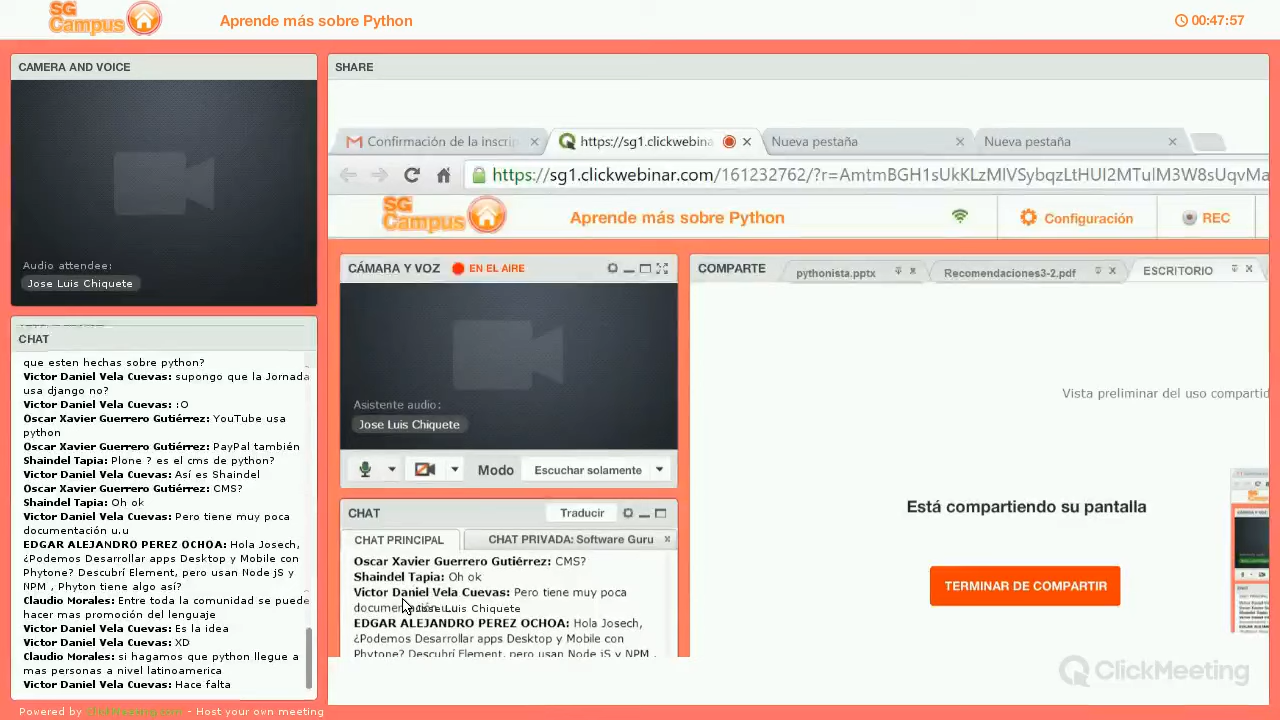 SG Campus
Aprende más sobre Python
00:47:57
CAMERA AND VOICE
Audio attendee:
Jose Luis Chiquete
CHAT
que esten hechas sobre python?
Victor Daniel Vela Cuevas: supongo que la Jornada
usa django no?
Victor Daniel Vela Cuevas: :O
Oscar Xavier Guerrero Gutiérrez: YouTube usa
python
Oscar Xavier Guerrero Gutiérrez: PayPal también
Shaindel Tapia: Plone ? es el cms de python?
Victor Daniel Vela Cuevas: Así es Shaindel
Oscar Xavier Guerrero Gutiérrez: CMS?
Shaindel Tapia: Oh ok
Victor Daniel Vela Cuevas: Pero tiene muy poca
documentación u.u
EDGAR ALEJANDRO PEREZ OCHOA: Hola Josech,
¿Podemos Desarrollar apps Desktop y Mobile con
Phytone? Descubrí Element, pero usan Node jS y
NPM , Phyton tiene algo así?
Claudio Morales: Entre toda la comunidad se puede
hacer mas promoción del lenguaje
Victor Daniel Vela Cuevas: Es la idea
Victor Daniel Vela Cuevas: XD
Claudio Morales: si hagamos que python llegue a
mas personas a nivel latinoamerica
Victor Daniel Vela Cuevas: Hace falta
Powered by ClickMeeting.com - Host your own meeting
SHARE
Confirmación de la inscrip
https://sg1.clickwebina
Nueva pestaña
Nueva pestaña
https://sg1.clickwebinar.com/161232762/?r=AmtmBGH1sUkKLzMlVSybqzLtHUI2MTulM3W8sUqvMa
SG Campus
Aprende más sobre Python
Configuración
REC
CÁMARA Y VOZ
EN EL AIRE
Asistente audio:
Jose Luis Chiquete
Modo
Escuchar solamente
CHAT
Traducir
CHAT PRINCIPAL
CHAT PRIVADA: Software Guru
Oscar Xavier Guerrero Gutiérrez: CMS?
Shaindel Tapia: Oh ok
Victor Daniel Vela Cuevas: Pero tiene muy poca
Jose Luis Chiquete
EDGAR ALEJANDRO PEREZ OCHOA: Hola Josech,
¿Podemos Desarrollar apps Desktop y Mobile con
Phytone? Descubrí Element, pero usan Node jS y NPM ,
COMPARTE
pythonista.pptx
Recomendaciones3-2.pdf
ESCRITORIO
Vista preliminar del uso compartid
Está compartiendo su pantalla
TERMINAR DE COMPARTIR
ClickMeeting